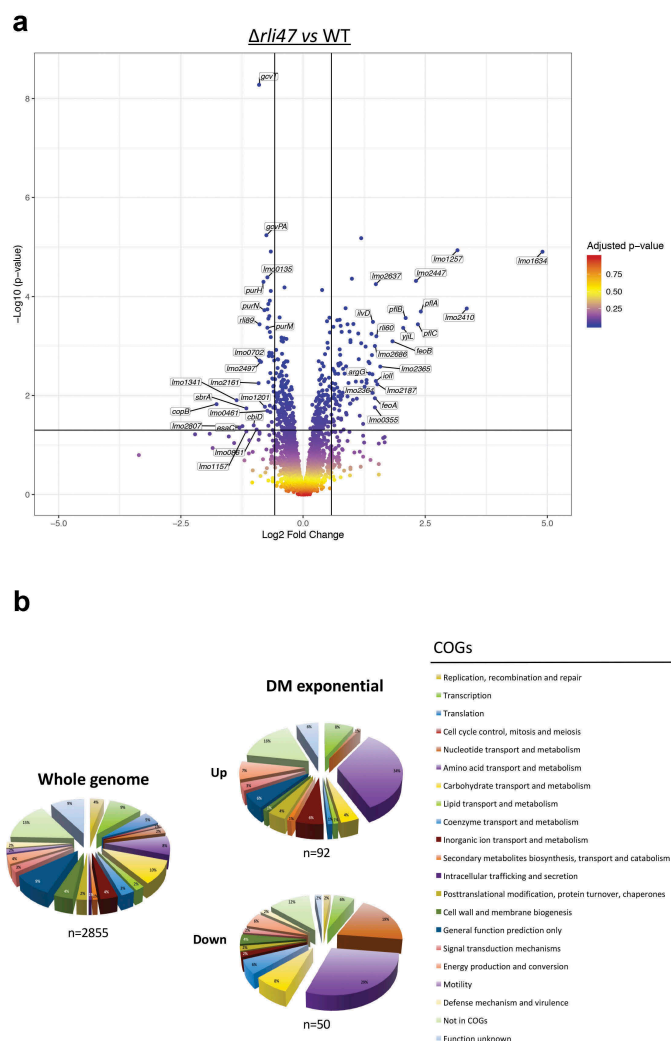 a
Δrli47 vs WT
gcvT
8
6
gcvPA
lmo1257
lmo1634
lmo0135
lmo2637
lmo2447
Adjusted p-value
purH
0.75
0.50
0.25
−Log10 (p-value)
4
purN
ilvD
pflB
pflA
lmo2410
rli89
purM
rli60
yjiL
pflC
lmo0702
lmo2686
feoB
lmo2497
lmo2365
argG
iolI
lmo1341
lmo2161
lmo2364
lmo2187
sbrA
lmo1201
feoA
2
copB
lmo0461
cbiD
lmo0355
lmo2807
esaC
lmo0861
lmo1157
0
−5.0
−2.5
0.0
2.5
5.0
Log2 Fold Change
b
COGs
Replication, recombination and repair
Transcription
Translation
Cell cycle control, mitosis and meiosis
Nucleotide transport and metabolism
Amino acid transport and metabolism
Carbohydrate transport and metabolism
Lipid transport and metabolism
Coenzyme transport and metabolism
Inorganic ion transport and metabolism
Secondary metabolites biosynthesis, transport and catabolism
Intracellular trafficking and secretion
Posttranslational modification, protein turnover, chaperones
Cell wall and membrane biogenesis
General function prediction only
Signal transduction mechanisms
Energy production and conversion
Motility
Defense mechanism and virulence
Not in COGs
Function unknown
DM exponential
Up
n=92
Whole genome
n=2855
Down
n=50